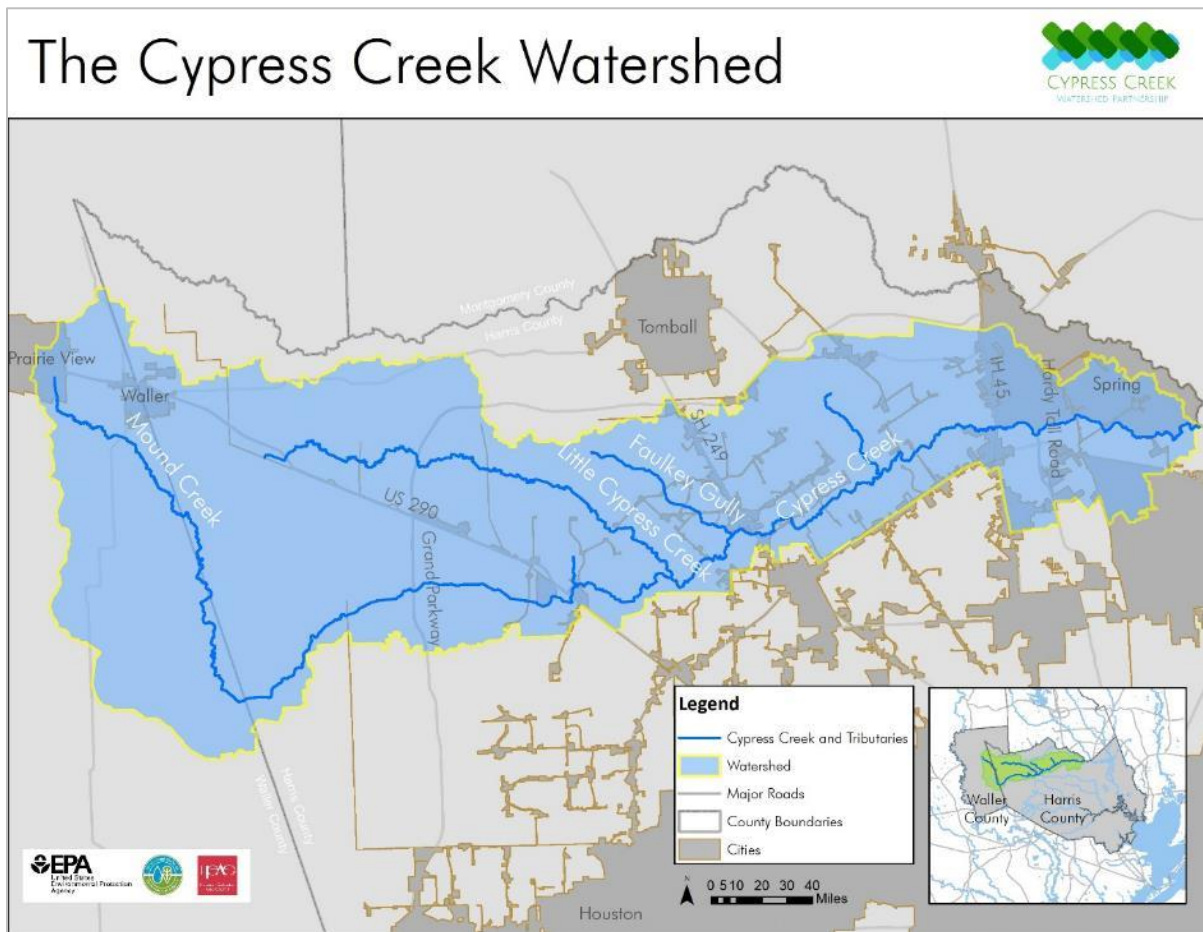 The Cypress Creek Watershed
CYPRESS CREEK
WATERSHED PARTNERSHIP
Montgomery County
Harris County
Tomball
Prairie View
Waller
Mound Creek
US 290
Grand Parkway
Little Cypress Creek
Faulkey Gully
SH 249
Cypress Creek
IH 45
Hardy Toll Road
Spring
Harris County
Waller County
Houston
Legend
Cypress Creek and Tributaries
Watershed
Major Roads
County Boundaries
Cities
N
0 5 10 20 30 40
Miles
Waller
County
Harris
County
EPA
United States
Environmental Protection
Agency